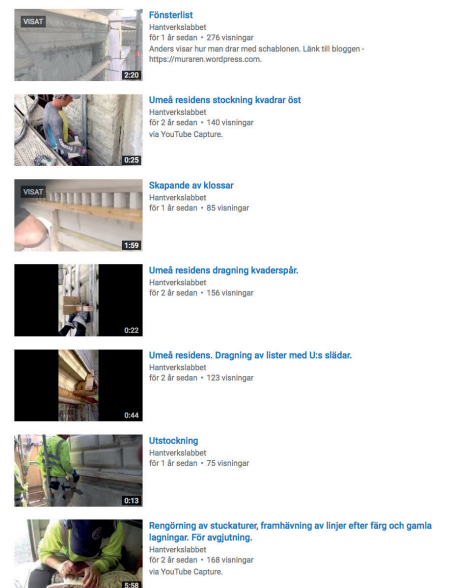 VISAT
2:20
Fönsterlist
Hantverkslabbet
för 1 år sedan • 276 visningar
Anders visar hur man drar med schablonen. Länk till bloggen -
https://muraren.wordpress.com.
0:25
Umeå residens stockning kvadrar öst
Hantverkslabbet
för 2 år sedan • 140 visningar
via YouTube Capture.
VISAT
1:59
Skapande av klossar
Hantverkslabbet
för 1 år sedan • 85 visningar
0:22
Umeå residens dragning kvaderspår.
Hantverkslabbet
för 2 år sedan • 156 visningar
0:44
Umeå residens. Dragning av lister med U:s slädar.
Hantverkslabbet
för 2 år sedan • 123 visningar
0:13
Utstockning
Hantverkslabbet
för 1 år sedan • 75 visningar
5:58
Rengörning av stuckaturer, framhävning av linjer efter färg och gamla
lagningar. För avgjutning.
Hantverkslabbet
för 2 år sedan • 168 visningar
via YouTube Capture.